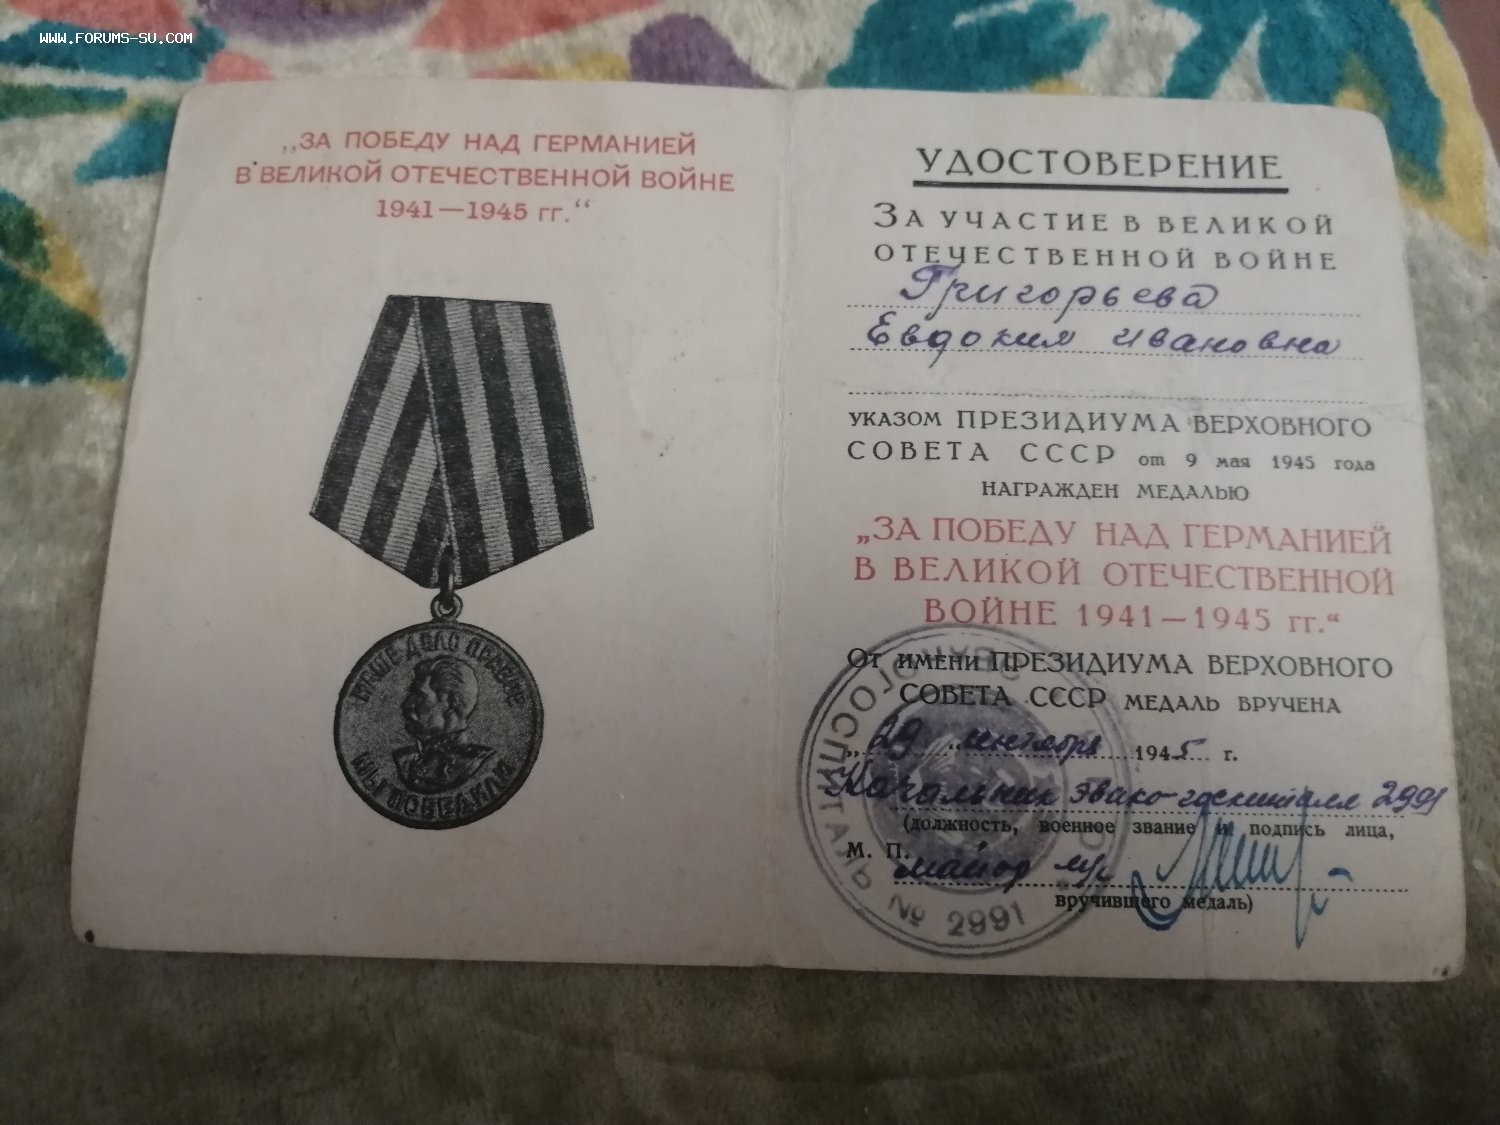 WWW.FORUMS-SU.COM
„ЗА ПОБЕДУ НАД ГЕРМАНИЕЙ
В ВЕЛИКОЙ ОТЕЧЕСТВЕННОЙ ВОЙНЕ
1941—1945 гг.“
НАШЕ ДЕЛО ПРАВОЕ
МЫ ПОБЕДИЛИ
УДОСТОВЕРЕНИЕ
ЗА УЧАСТИЕ В ВЕЛИКОЙ
ОТЕЧЕСТВЕННОЙ ВОЙНЕ
Григорьева
Евдокия Ивановна
УКАЗОМ ПРЕЗИДИУМА ВЕРХОВНОГО
СОВЕТА СССР от 9 мая 1945 года
НАГРАЖДЕН МЕДАЛЬЮ
„ЗА ПОБЕДУ НАД ГЕРМАНИЕЙ
В ВЕЛИКОЙ ОТЕЧЕСТВЕННОЙ
ВОЙНЕ 1941—1945 гг.“
ОТ ИМЕНИ ПРЕЗИДИУМА ВЕРХОВНОГО
СОВЕТА СССР МЕДАЛЬ ВРУЧЕНА
„29 „ сентября 1945 г.
Начальник эвако-госпиталя 2991
(должность, военное звание и подпись лица,
М. П. майор м/с
вручившего медаль)
ГОСПИТАЛЬ № 2991